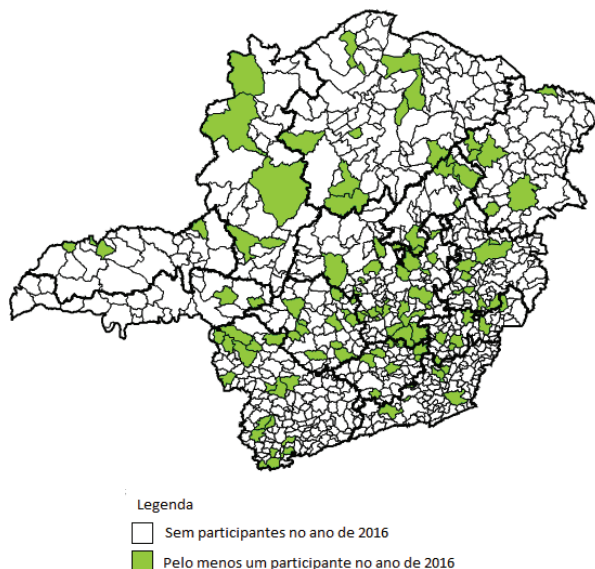 Legenda
Sem participantes no ano de 2016
Pelo menos um participante no ano de 2016